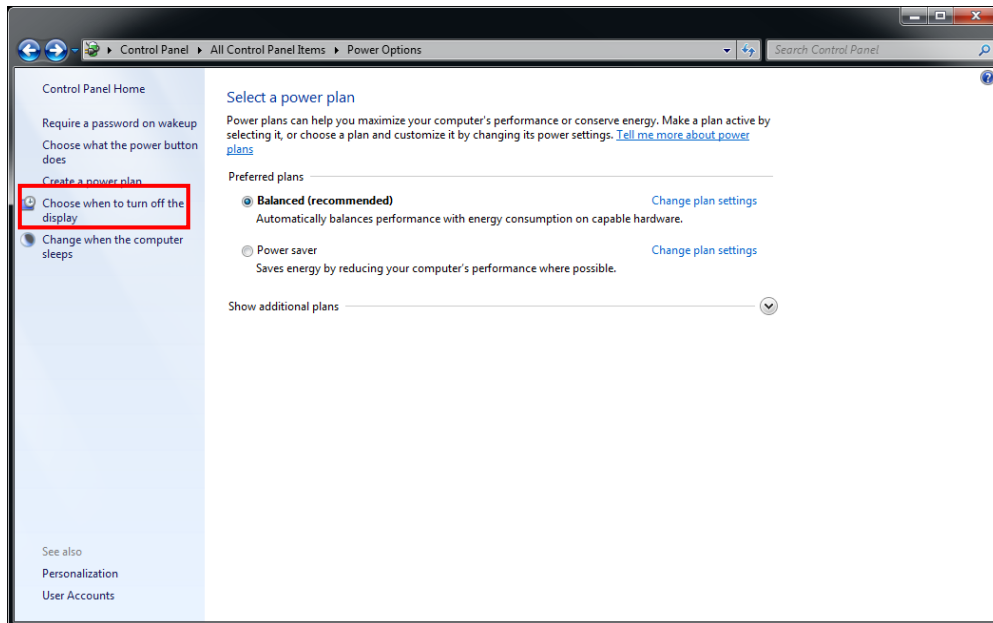 Control Panel ▸ All Control Panel Items ▸ Power Options
Search Control Panel
Control Panel Home
Require a password on wakeup
Choose what the power button
does
Create a power plan
Choose when to turn off the
display
Change when the computer
sleeps
See also
Personalization
User Accounts
Select a power plan
Power plans can help you maximize your computer's performance or conserve energy. Make a plan active by
selecting it, or choose a plan and customize it by changing its power settings. Tell me more about power
plans
Preferred plans
Balanced (recommended) Change plan settings
Automatically balances performance with energy consumption on capable hardware.
Power saver Change plan settings
Saves energy by reducing your computer's performance where possible.
Show additional plans